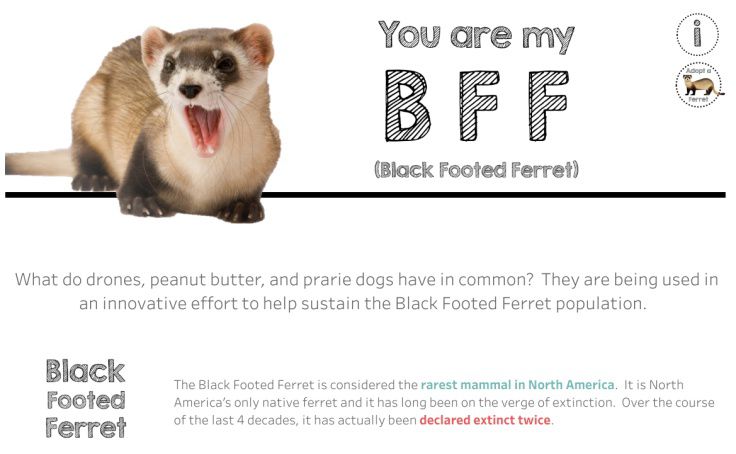 You are my
BFF
(Black Footed Ferret)
i
Adopt a
Ferret
What do drones, peanut butter, and prarie dogs have in common? They are being used in
an innovative effort to help sustain the Black Footed Ferret population.
Black
Footed
Ferret
The Black Footed Ferret is considered the rarest mammal in North America. It is North
America's only native ferret and it has long been on the verge of extinction. Over the course
of the last 4 decades, it has actually been declared extinct twice.